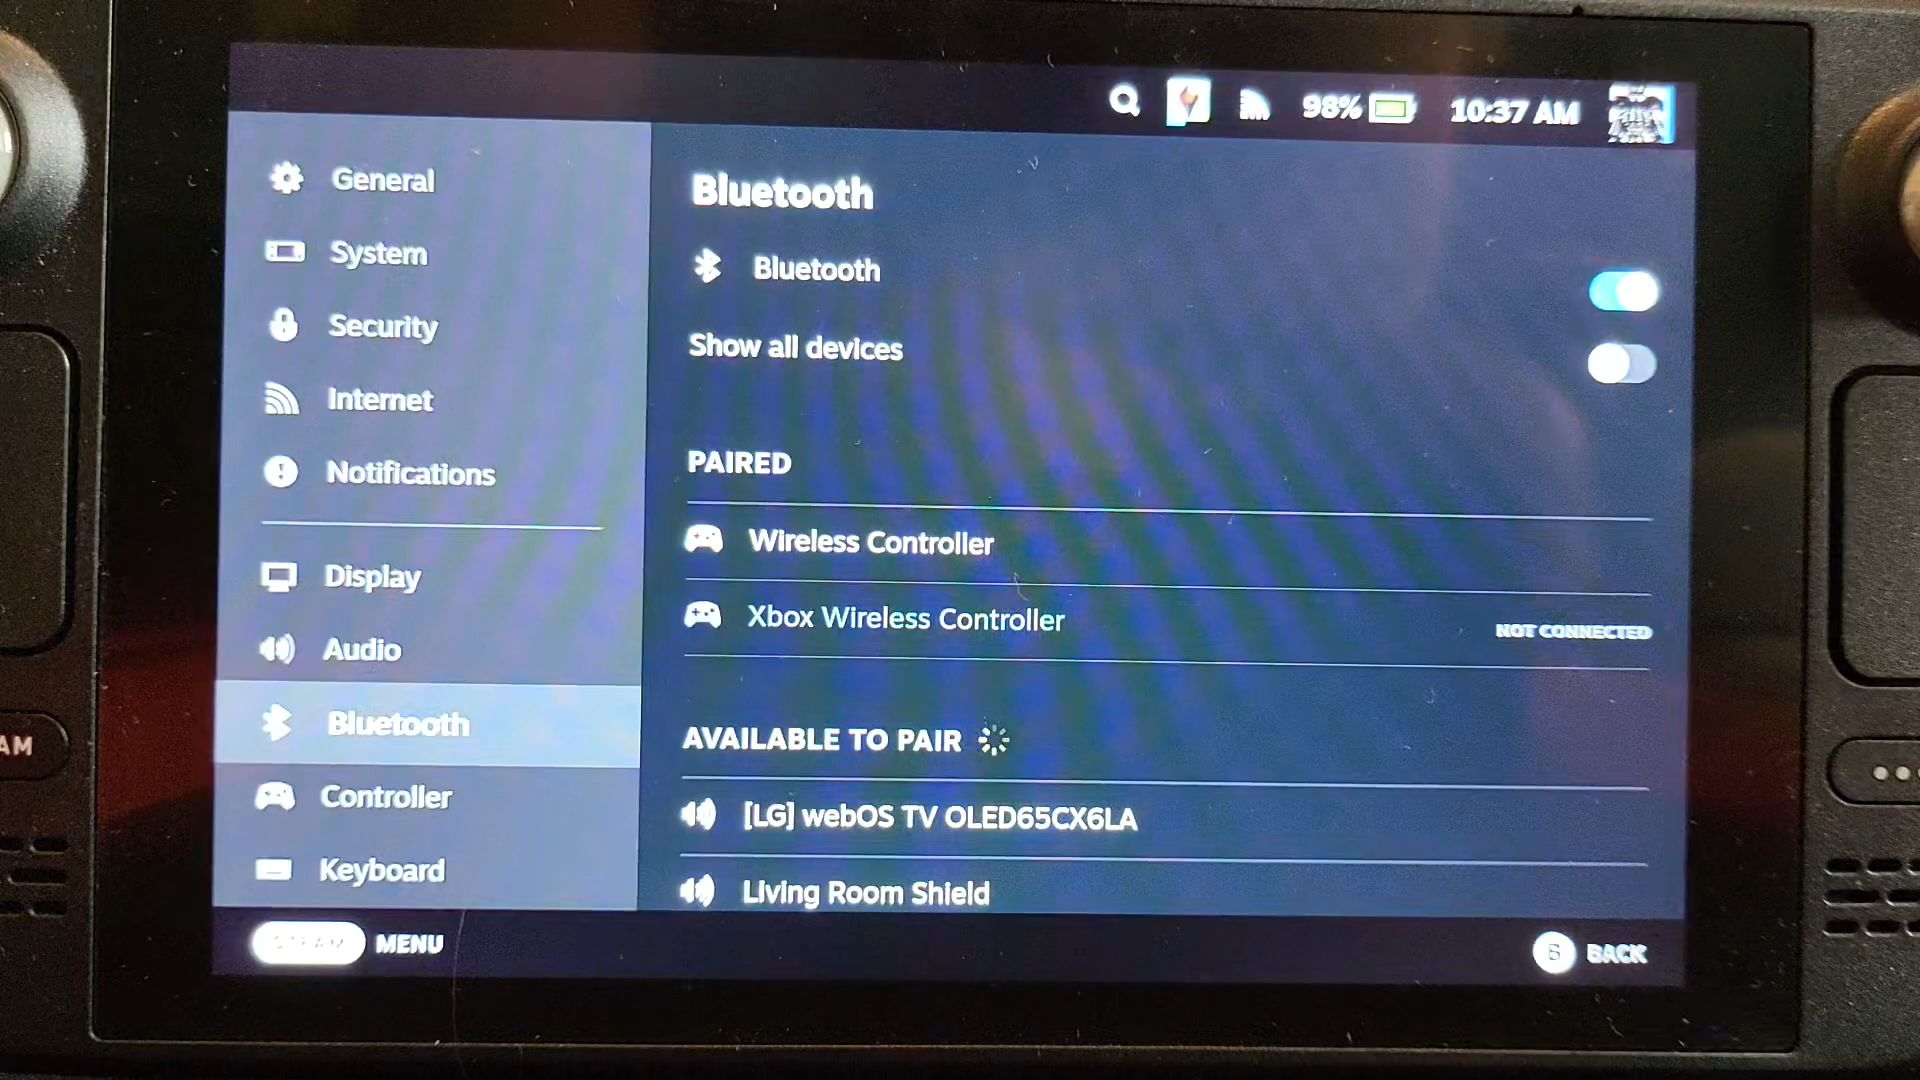 98% 10:37 AM
General
System
Security
Internet
Notifications
Display
Audio
Bluetooth
Controller
Keyboard
Bluetooth
Bluetooth
Show all devices
PAIRED
Wireless Controller
Xbox Wireless Controller
NOT CONNECTED
AVAILABLE TO PAIR
[LG] webOS TV OLED65CX6LA
Living Room Shield
STEAM MENU
B BACK
AM